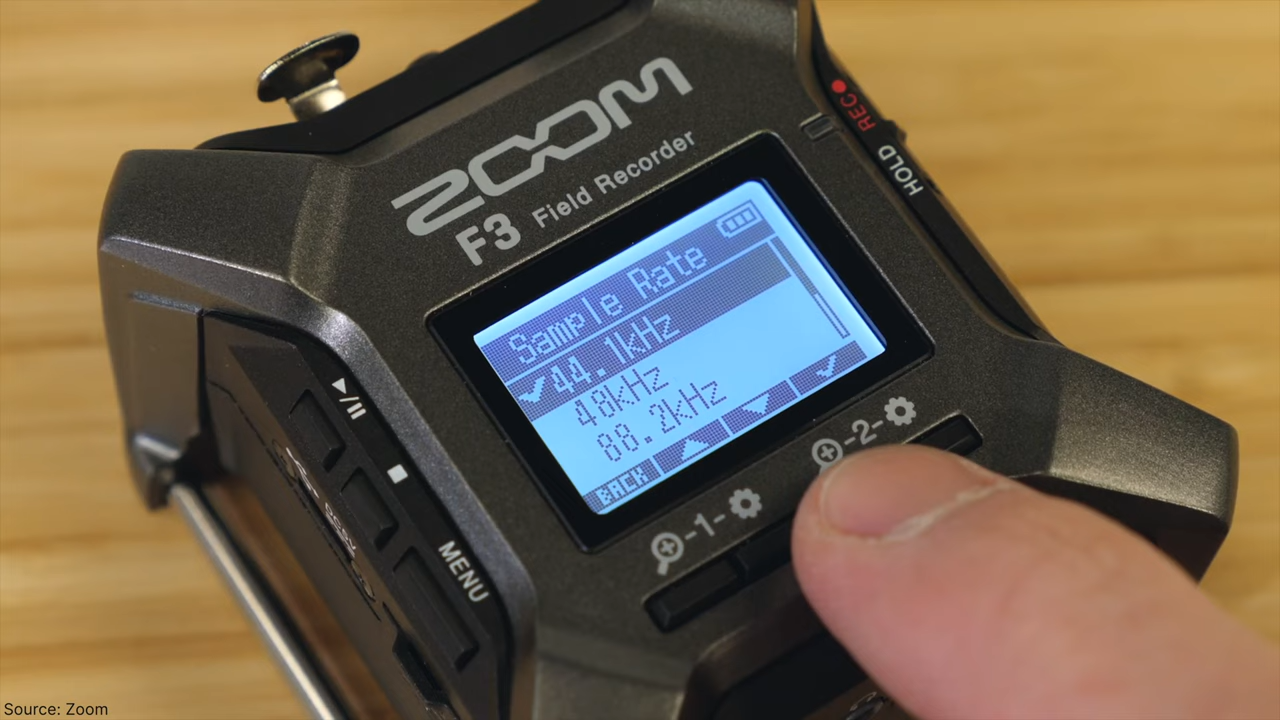 ZOOM
F3 Field Recorder
REC
HOLD
Sample Rate
✓44.1kHz
48kHz
88.2kHz
BACK
-1-
-2-
MENU
Source: Zoom